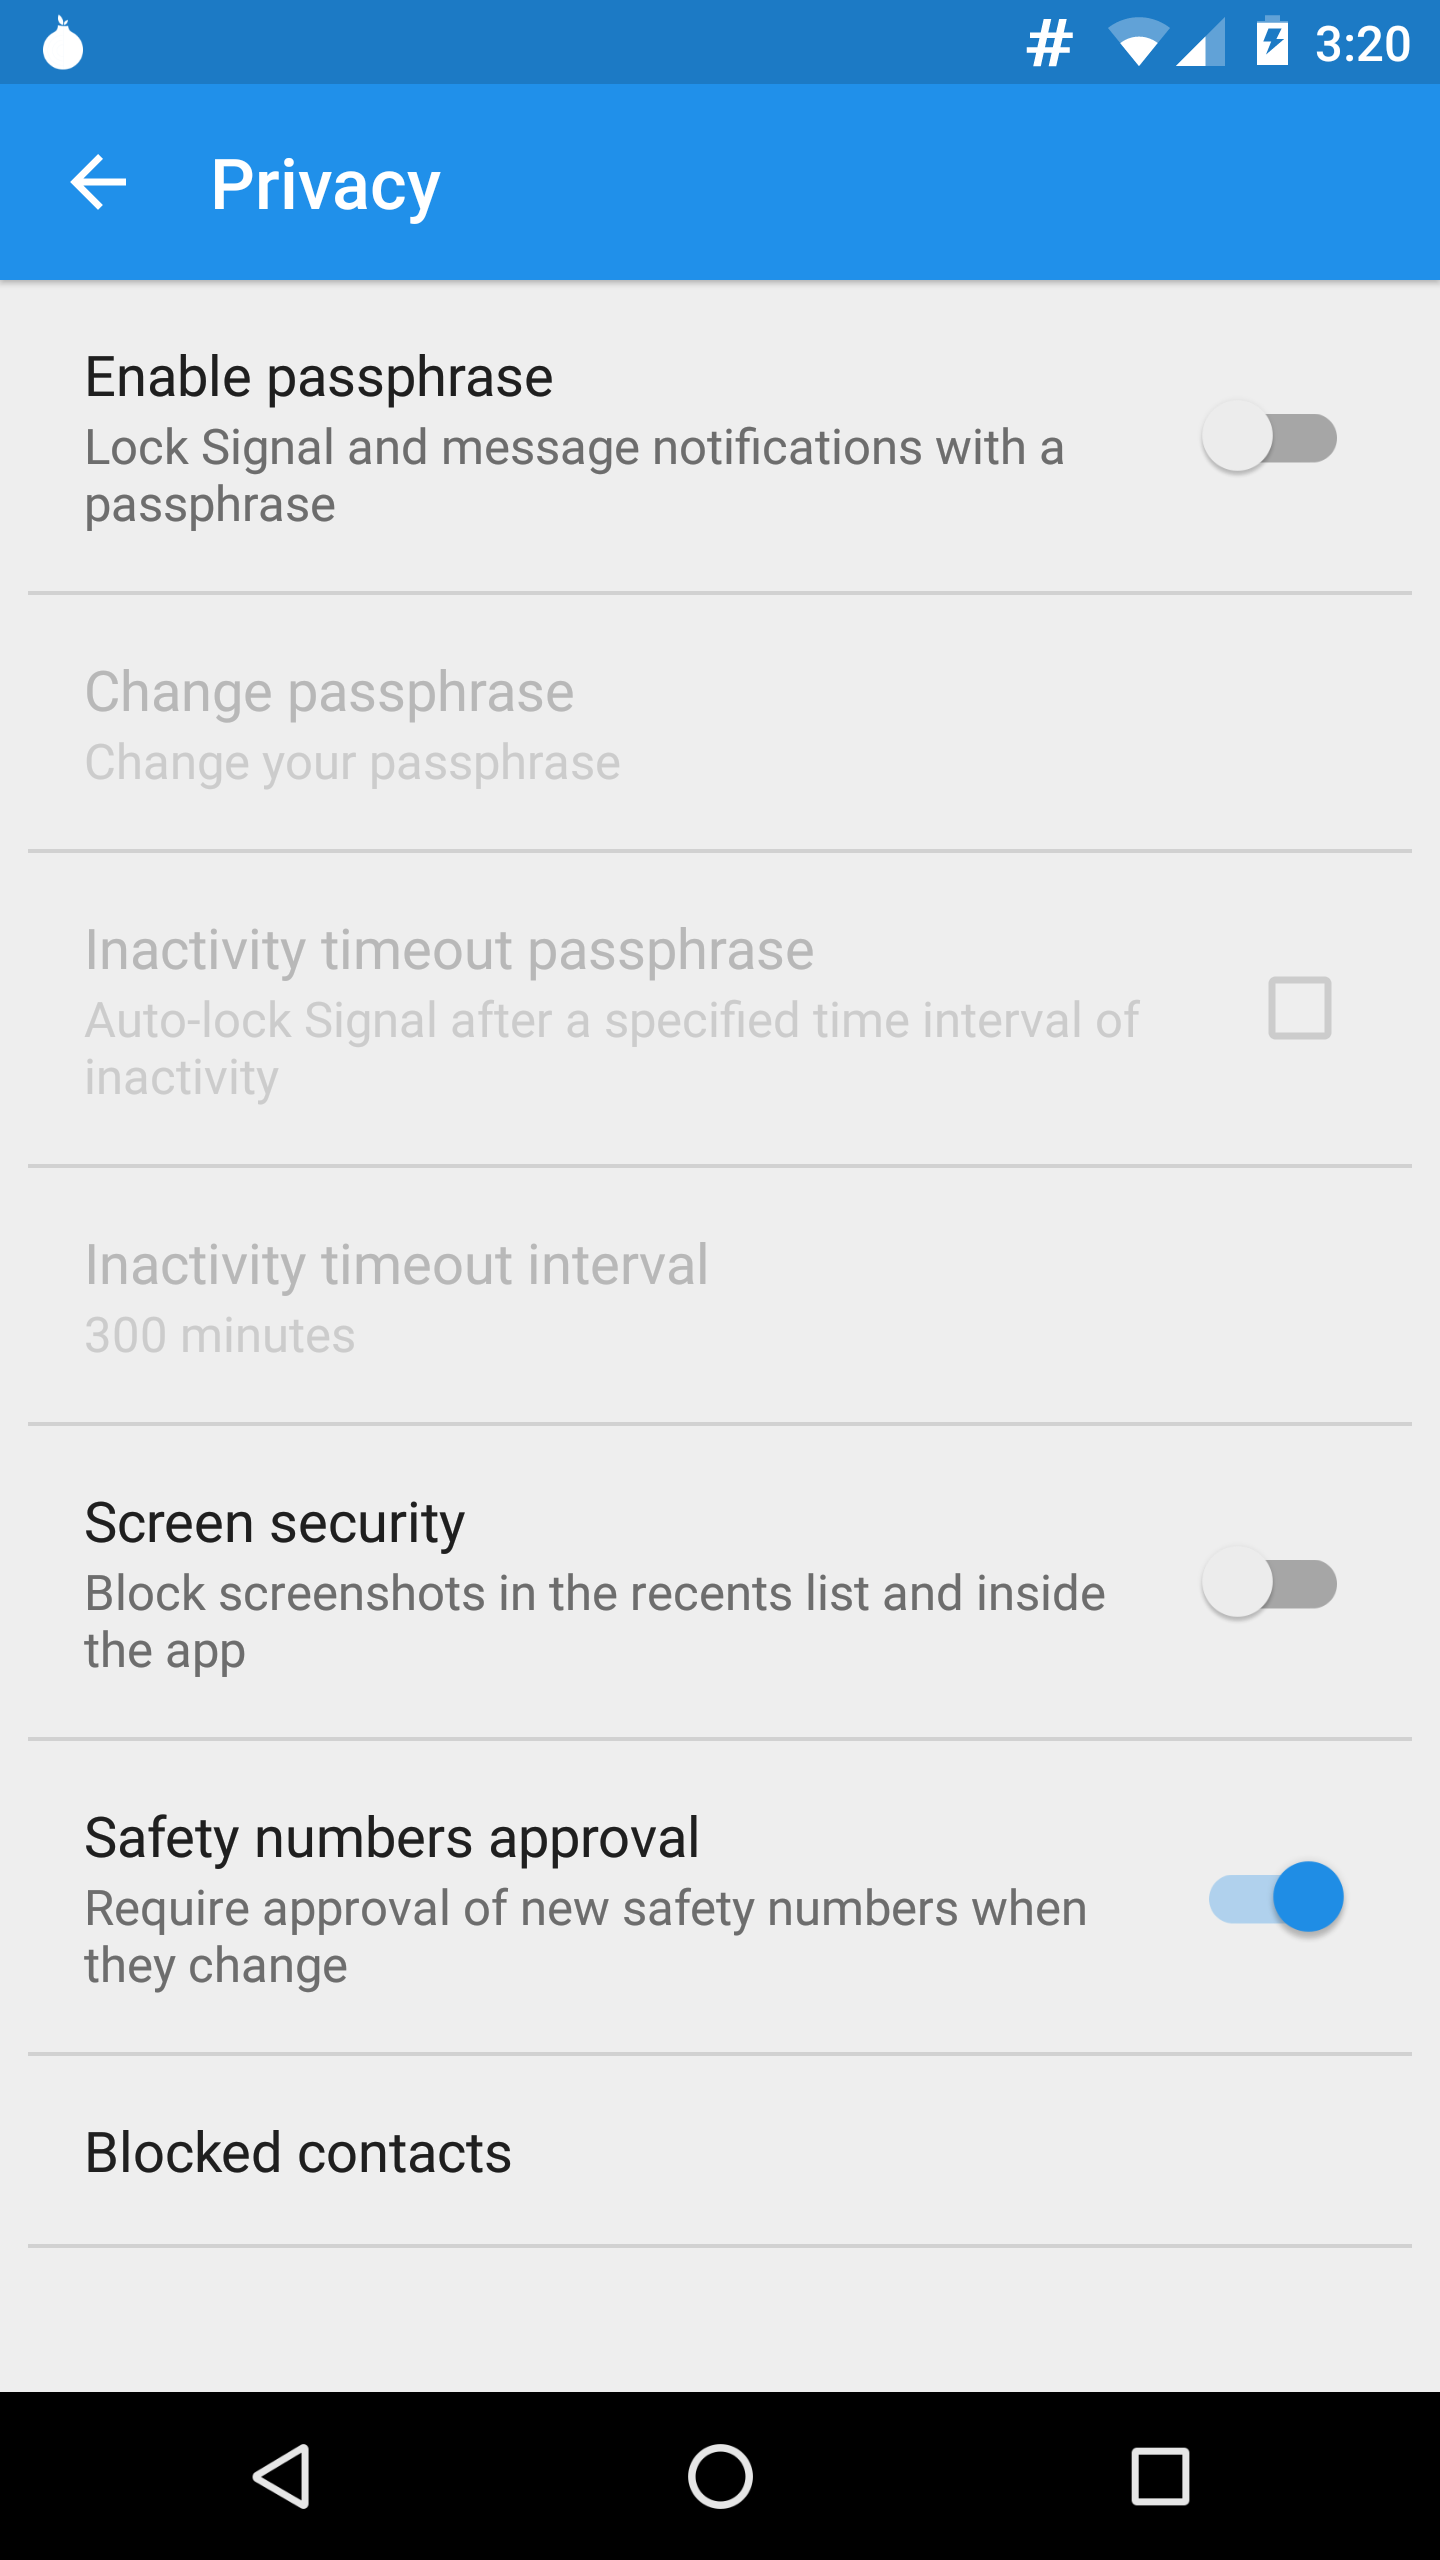 # 3:20
Privacy
Enable passphrase
Lock Signal and message notifications with a
passphrase
Change passphrase
Change your passphrase
Inactivity timeout passphrase
Auto-lock Signal after a specified time interval of
inactivity
Inactivity timeout interval
300 minutes
Screen security
Block screenshots in the recents list and inside
the app
Safety numbers approval
Require approval of new safety numbers when
they change
Blocked contacts